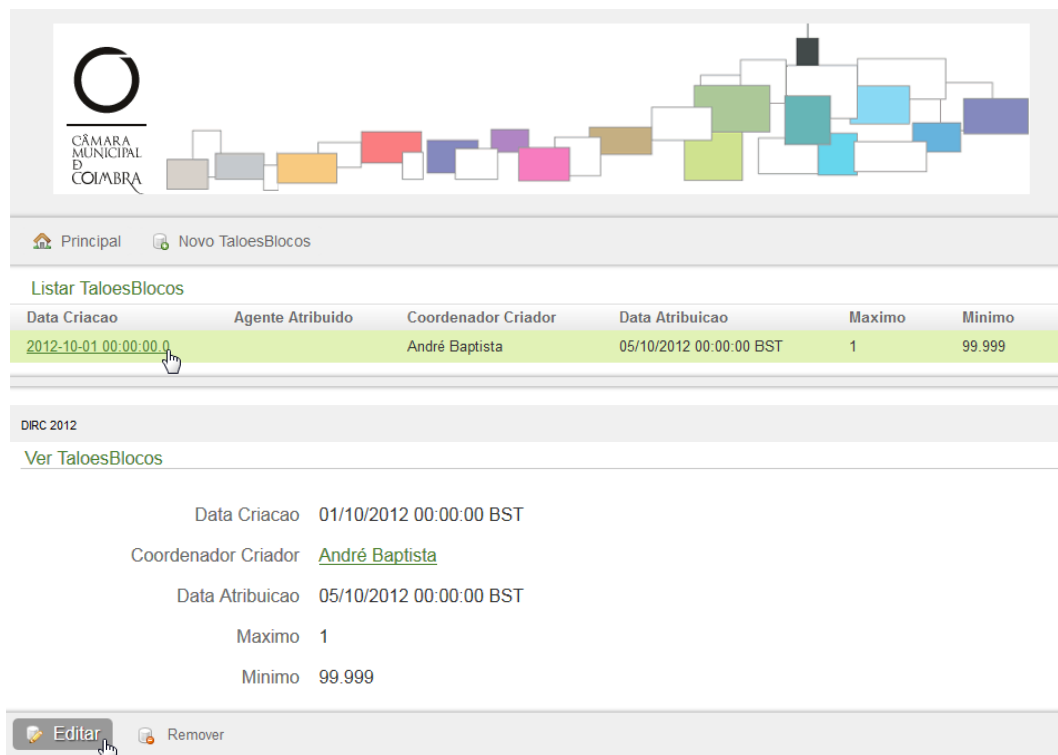 CÂMARA
MUNICIPAL
Ð
COIMBRA
Principal Novo TaloesBlocos
Listar TaloesBlocos
Data Criacao Agente Atribuido Coordenador Criador Data Atribuicao Maximo Minimo
2012-10-01 00:00:00.0 André Baptista 05/10/2012 00:00:00 BST 1 99.999
DIRC 2012
Ver TaloesBlocos
Data Criacao 01/10/2012 00:00:00 BST
Coordenador Criador André Baptista
Data Atribuicao 05/10/2012 00:00:00 BST
Maximo 1
Minimo 99.999
Editar Remover